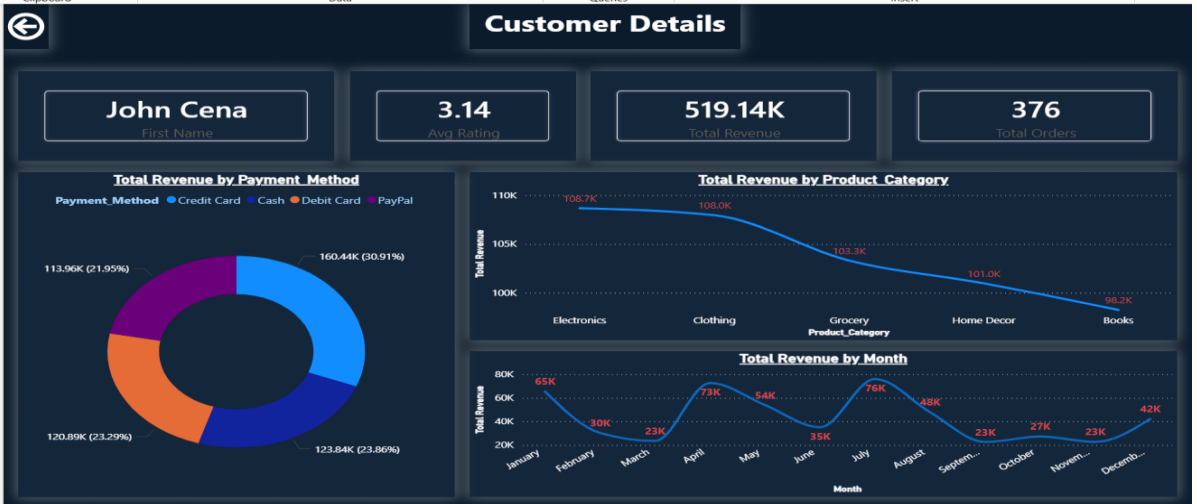 Clipboard
Data
Queries
Insert
Customer Details
John Cena
First Name
3.14
Avg Rating
519.14K
Total Revenue
376
Total Orders
Total Revenue by Payment_Method
Payment_Method Credit Card Cash Debit Card PayPal
160.44K (30.91%)
113.96K (21.95%)
120.89K (23.29%)
123.84K (23.86%)
Total Revenue by Product_Category
Total Revenue
110K
105K
100K
108.7K
108.0K
103.3K
101.0K
98.2K
Electronics Clothing Grocery Home Decor Books
Product_Category
Total Revenue by Month
Total Revenue
80K
60K
40K
20K
65K
30K
23K
73K
54K
35K
76K
48K
23K
27K
23K
42K
January February March April May June July August Septem... October Novem... Decemb...
Month